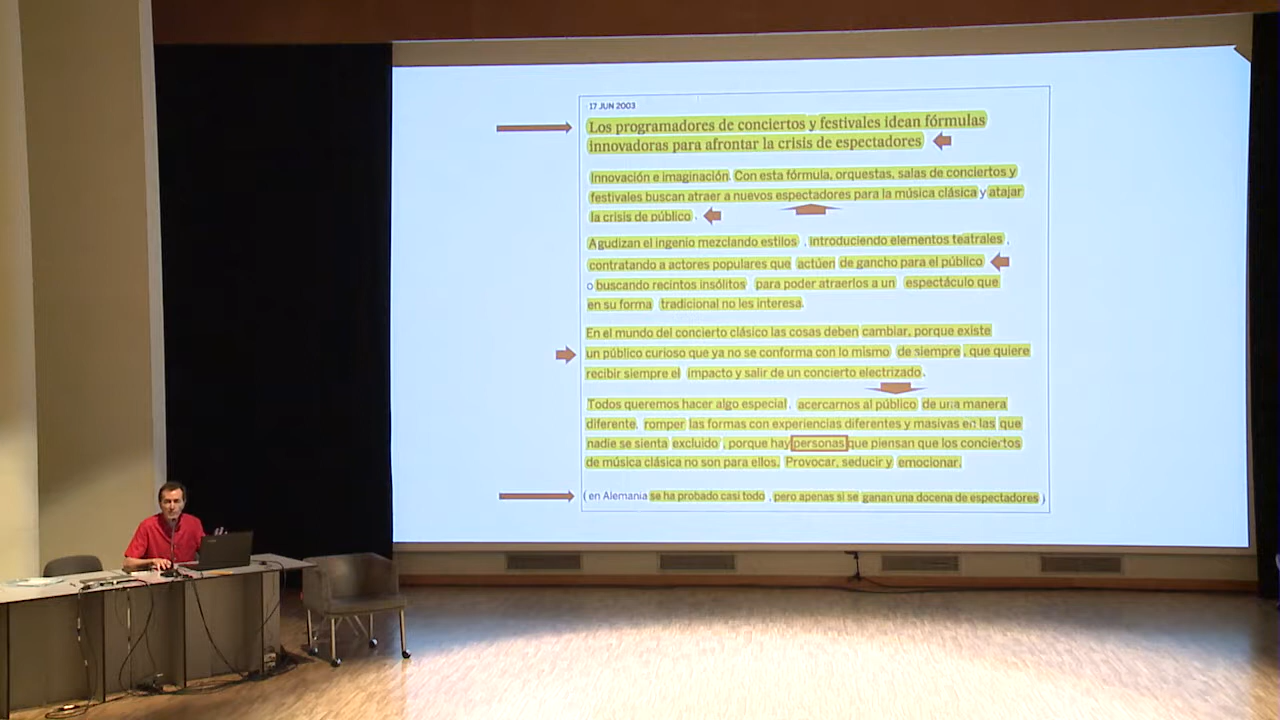 17 JUN 2003
Los programadores de conciertos y festivales idean fórmulas
innovadoras para afrontar la crisis de espectadores
Innovación e imaginación. Con esta fórmula, orquestas, salas de conciertos y
festivales buscan atraer a nuevos espectadores para la música clásica y atajar
la crisis de público .
Agudizan el ingenio mezclando estilos , introduciendo elementos teatrales ,
contratando a actores populares que actúen de gancho para el público
o buscando recintos insólitos para poder atraerlos a un espectáculo que
en su forma tradicional no les interesa.
En el mundo del concierto clásico las cosas deben cambiar, porque existe
un público curioso que ya no se conforma con lo mismo de siempre , que quiere
recibir siempre el impacto y salir de un concierto electrizado .
Todos queremos hacer algo especial , acercarnos al público de una manera
diferente, romper las formas con experiencias diferentes y masivas en las que
nadie se sienta excluido , porque hay personas que piensan que los conciertos
de música clásica no son para ellos. Provocar, seducir y emocionar.
( en Alemania se ha probado casi todo , pero apenas si se ganan una docena de espectadores )